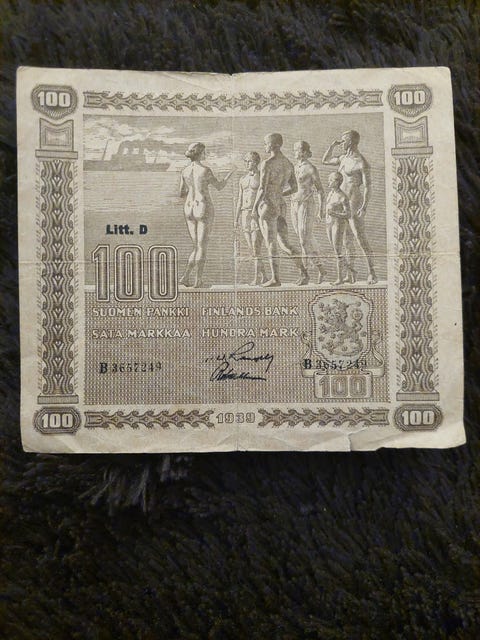 100 100
Litt. D
100
SUOMEN PANKKI FINLANDS BANK
SATA MARKKAA HUNDRA MARK
B 3657249 B 3657249
100
100 1939 100